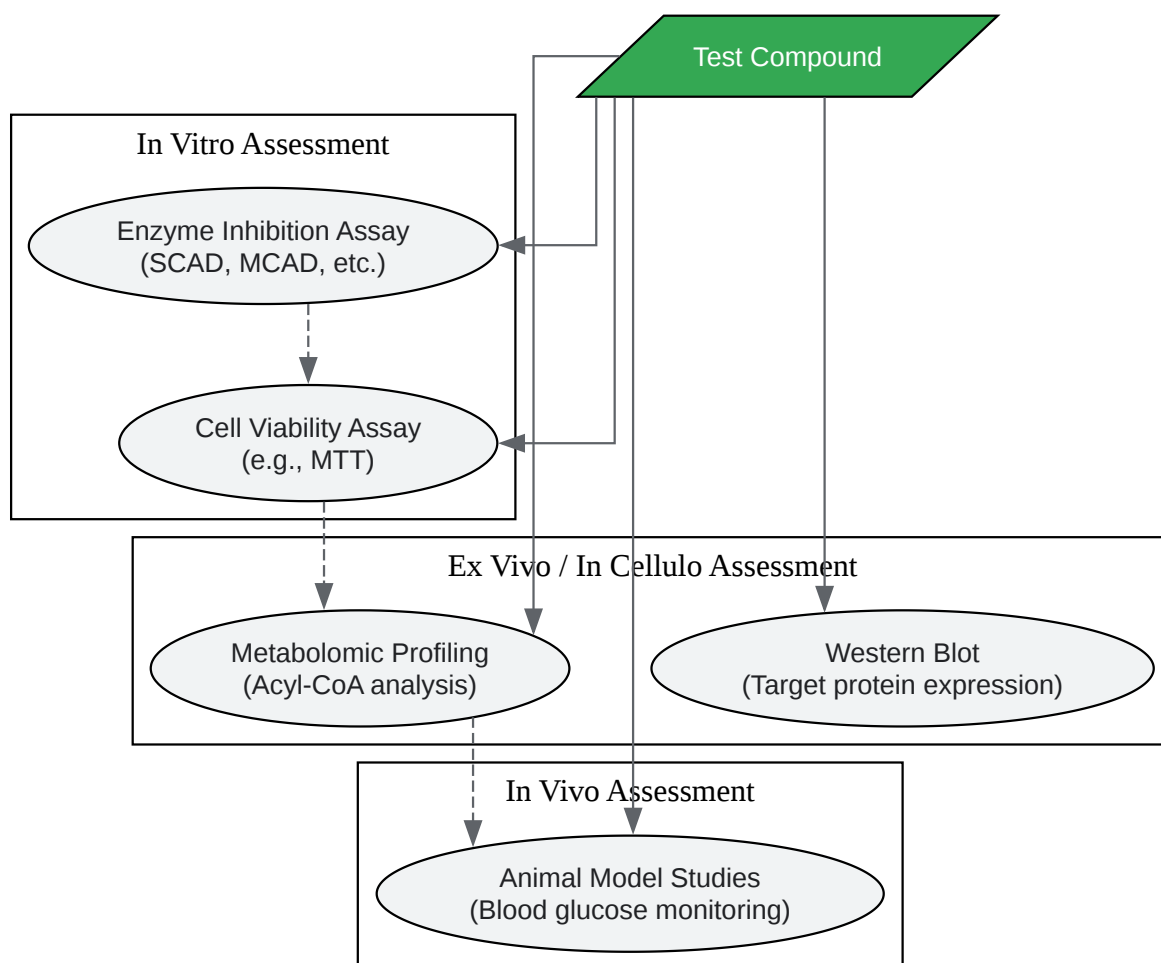 Test Compound
In Vitro Assessment
Enzyme Inhibition Assay
(SCAD, MCAD, etc.)
Cell Viability Assay
(e.g., MTT)
Ex Vivo / In Cellulo Assessment
Metabolomic Profiling
(Acyl-CoA analysis)
Western Blot
(Target protein expression)
In Vivo Assessment
Animal Model Studies
(Blood glucose monitoring)